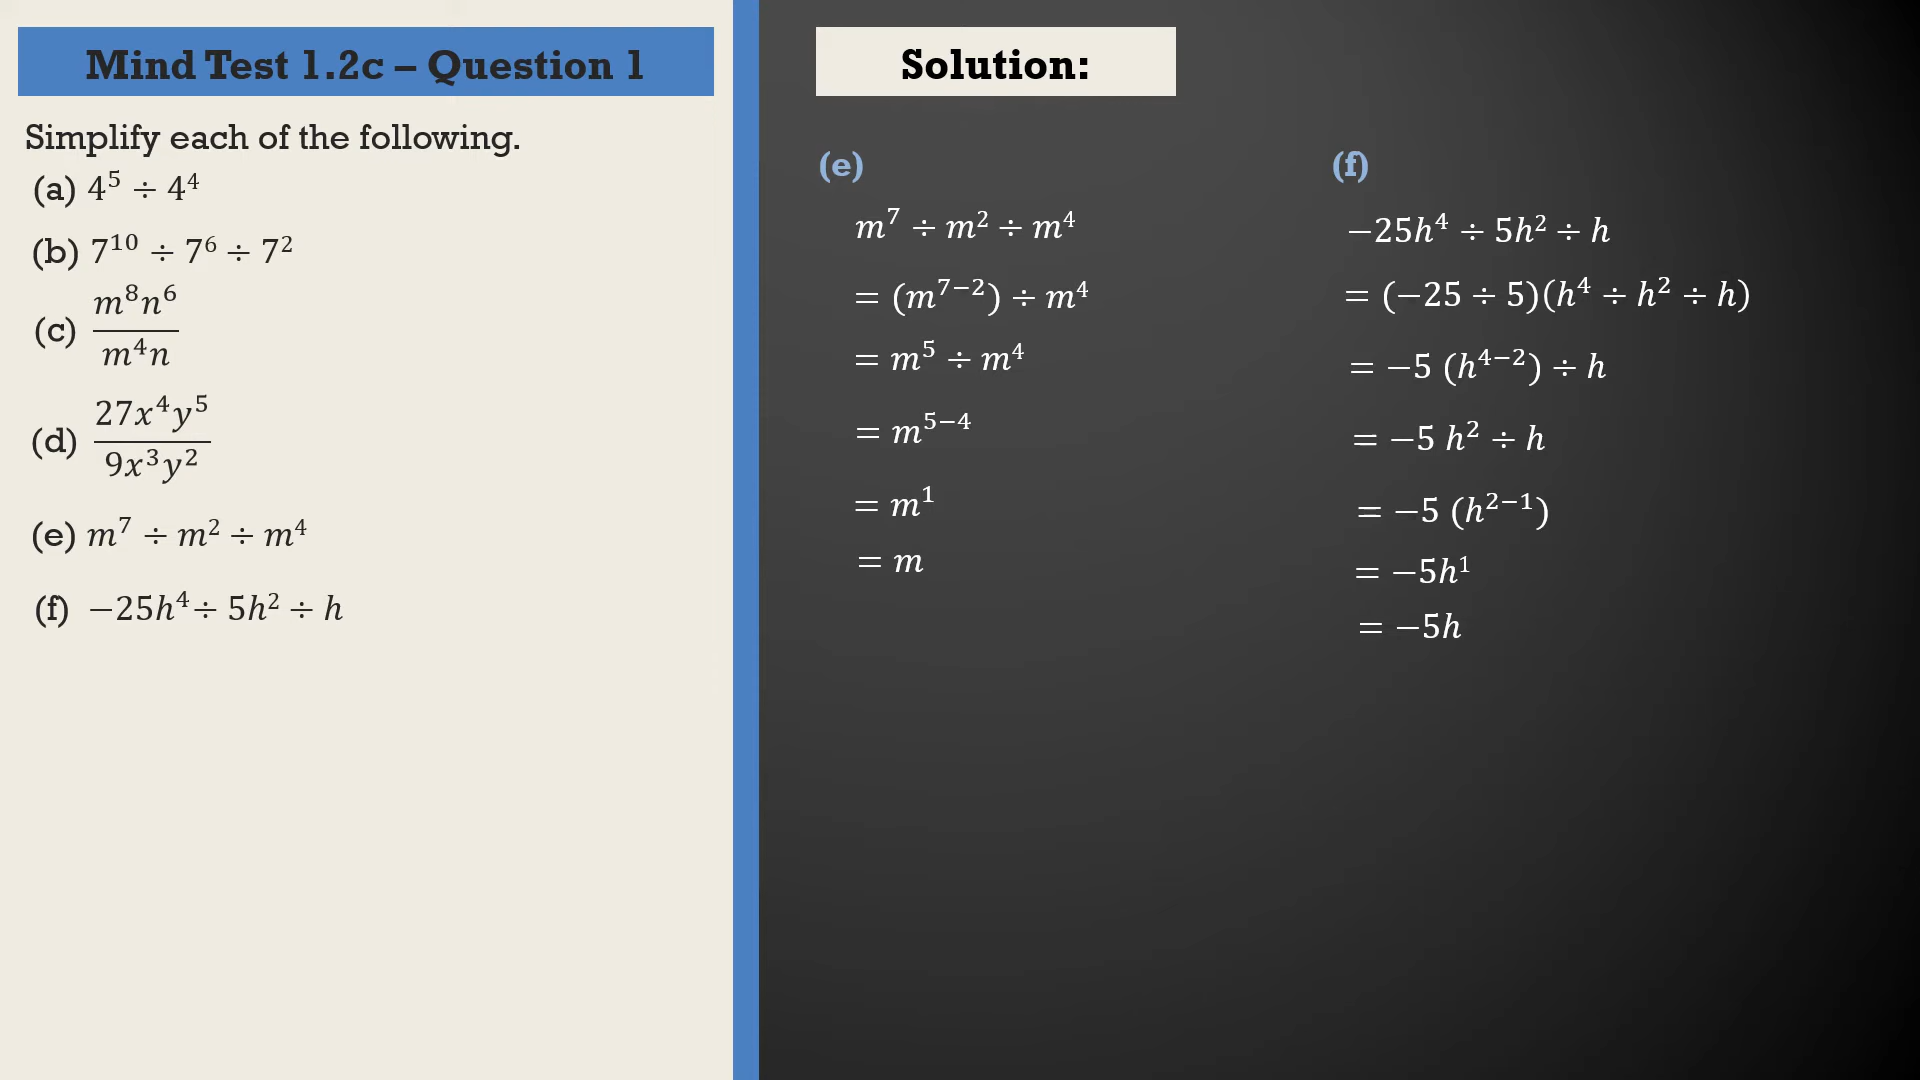 Mind Test 1.2c – Question 1
Simplify each of the following.
(a) 4⁵ ÷ 4⁴
(b) 7¹⁰ ÷ 7⁶ ÷ 7²
(c) m⁸n⁶ / m⁴n
(d) 27x⁴y⁵ / 9x³y²
(e) m⁷ ÷ m² ÷ m⁴
(f) −25h⁴ ÷ 5h² ÷ h
Solution:
(e)
m⁷ ÷ m² ÷ m⁴
= (m⁷⁻²) ÷ m⁴
= m⁵ ÷ m⁴
= m⁵⁻⁴
= m¹
= m
(f)
−25h⁴ ÷ 5h² ÷ h
= (−25 ÷ 5)(h⁴ ÷ h² ÷ h)
= −5 (h⁴⁻²) ÷ h
= −5 h² ÷ h
= −5 (h²⁻¹)
= −5h¹
= −5h